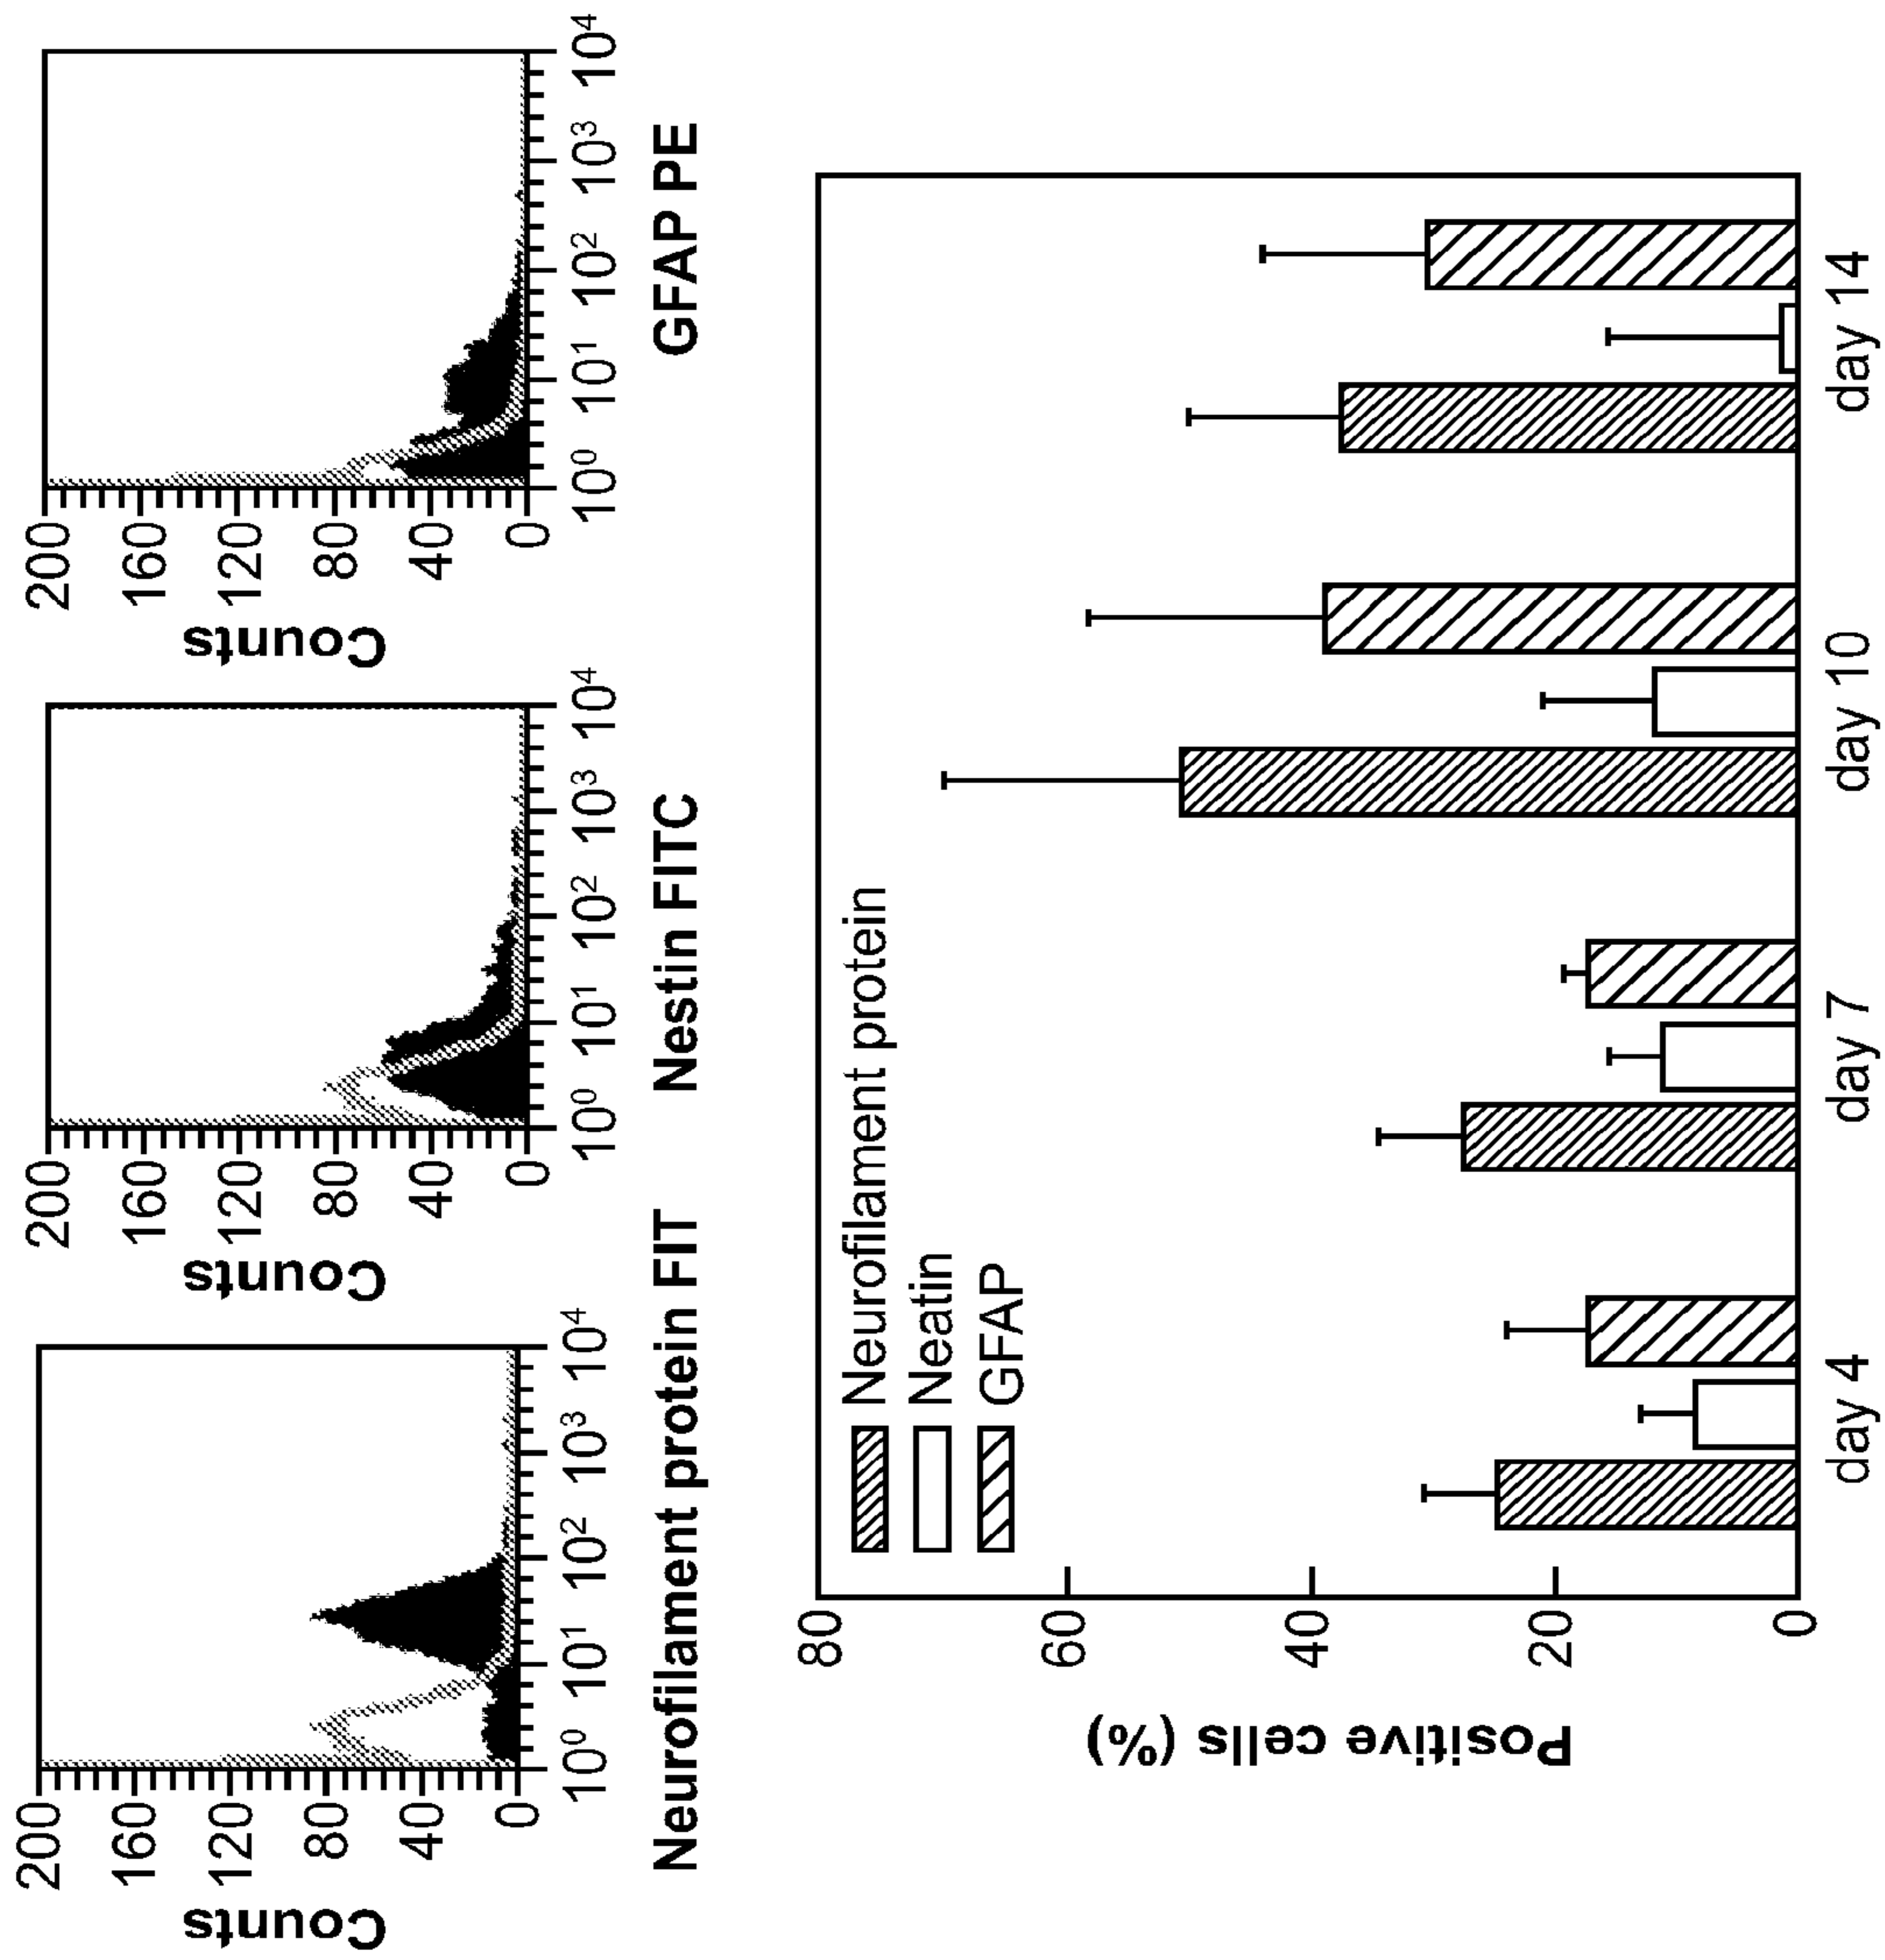 200
160
120
80
40
0
Counts
10⁰ 10¹ 10² 10³ 10⁴
Neurofilament protein FIT
200
160
120
80
40
0
Counts
10⁰ 10¹ 10² 10³ 10⁴
Nestin FITC
200
160
120
80
40
0
Counts
10⁰ 10¹ 10² 10³ 10⁴
GFAP PE
Positive cells (%)
80
60
40
20
0
Neurofilament protein
Neatin
GFAP
day 4 day 7 day 10 day 14